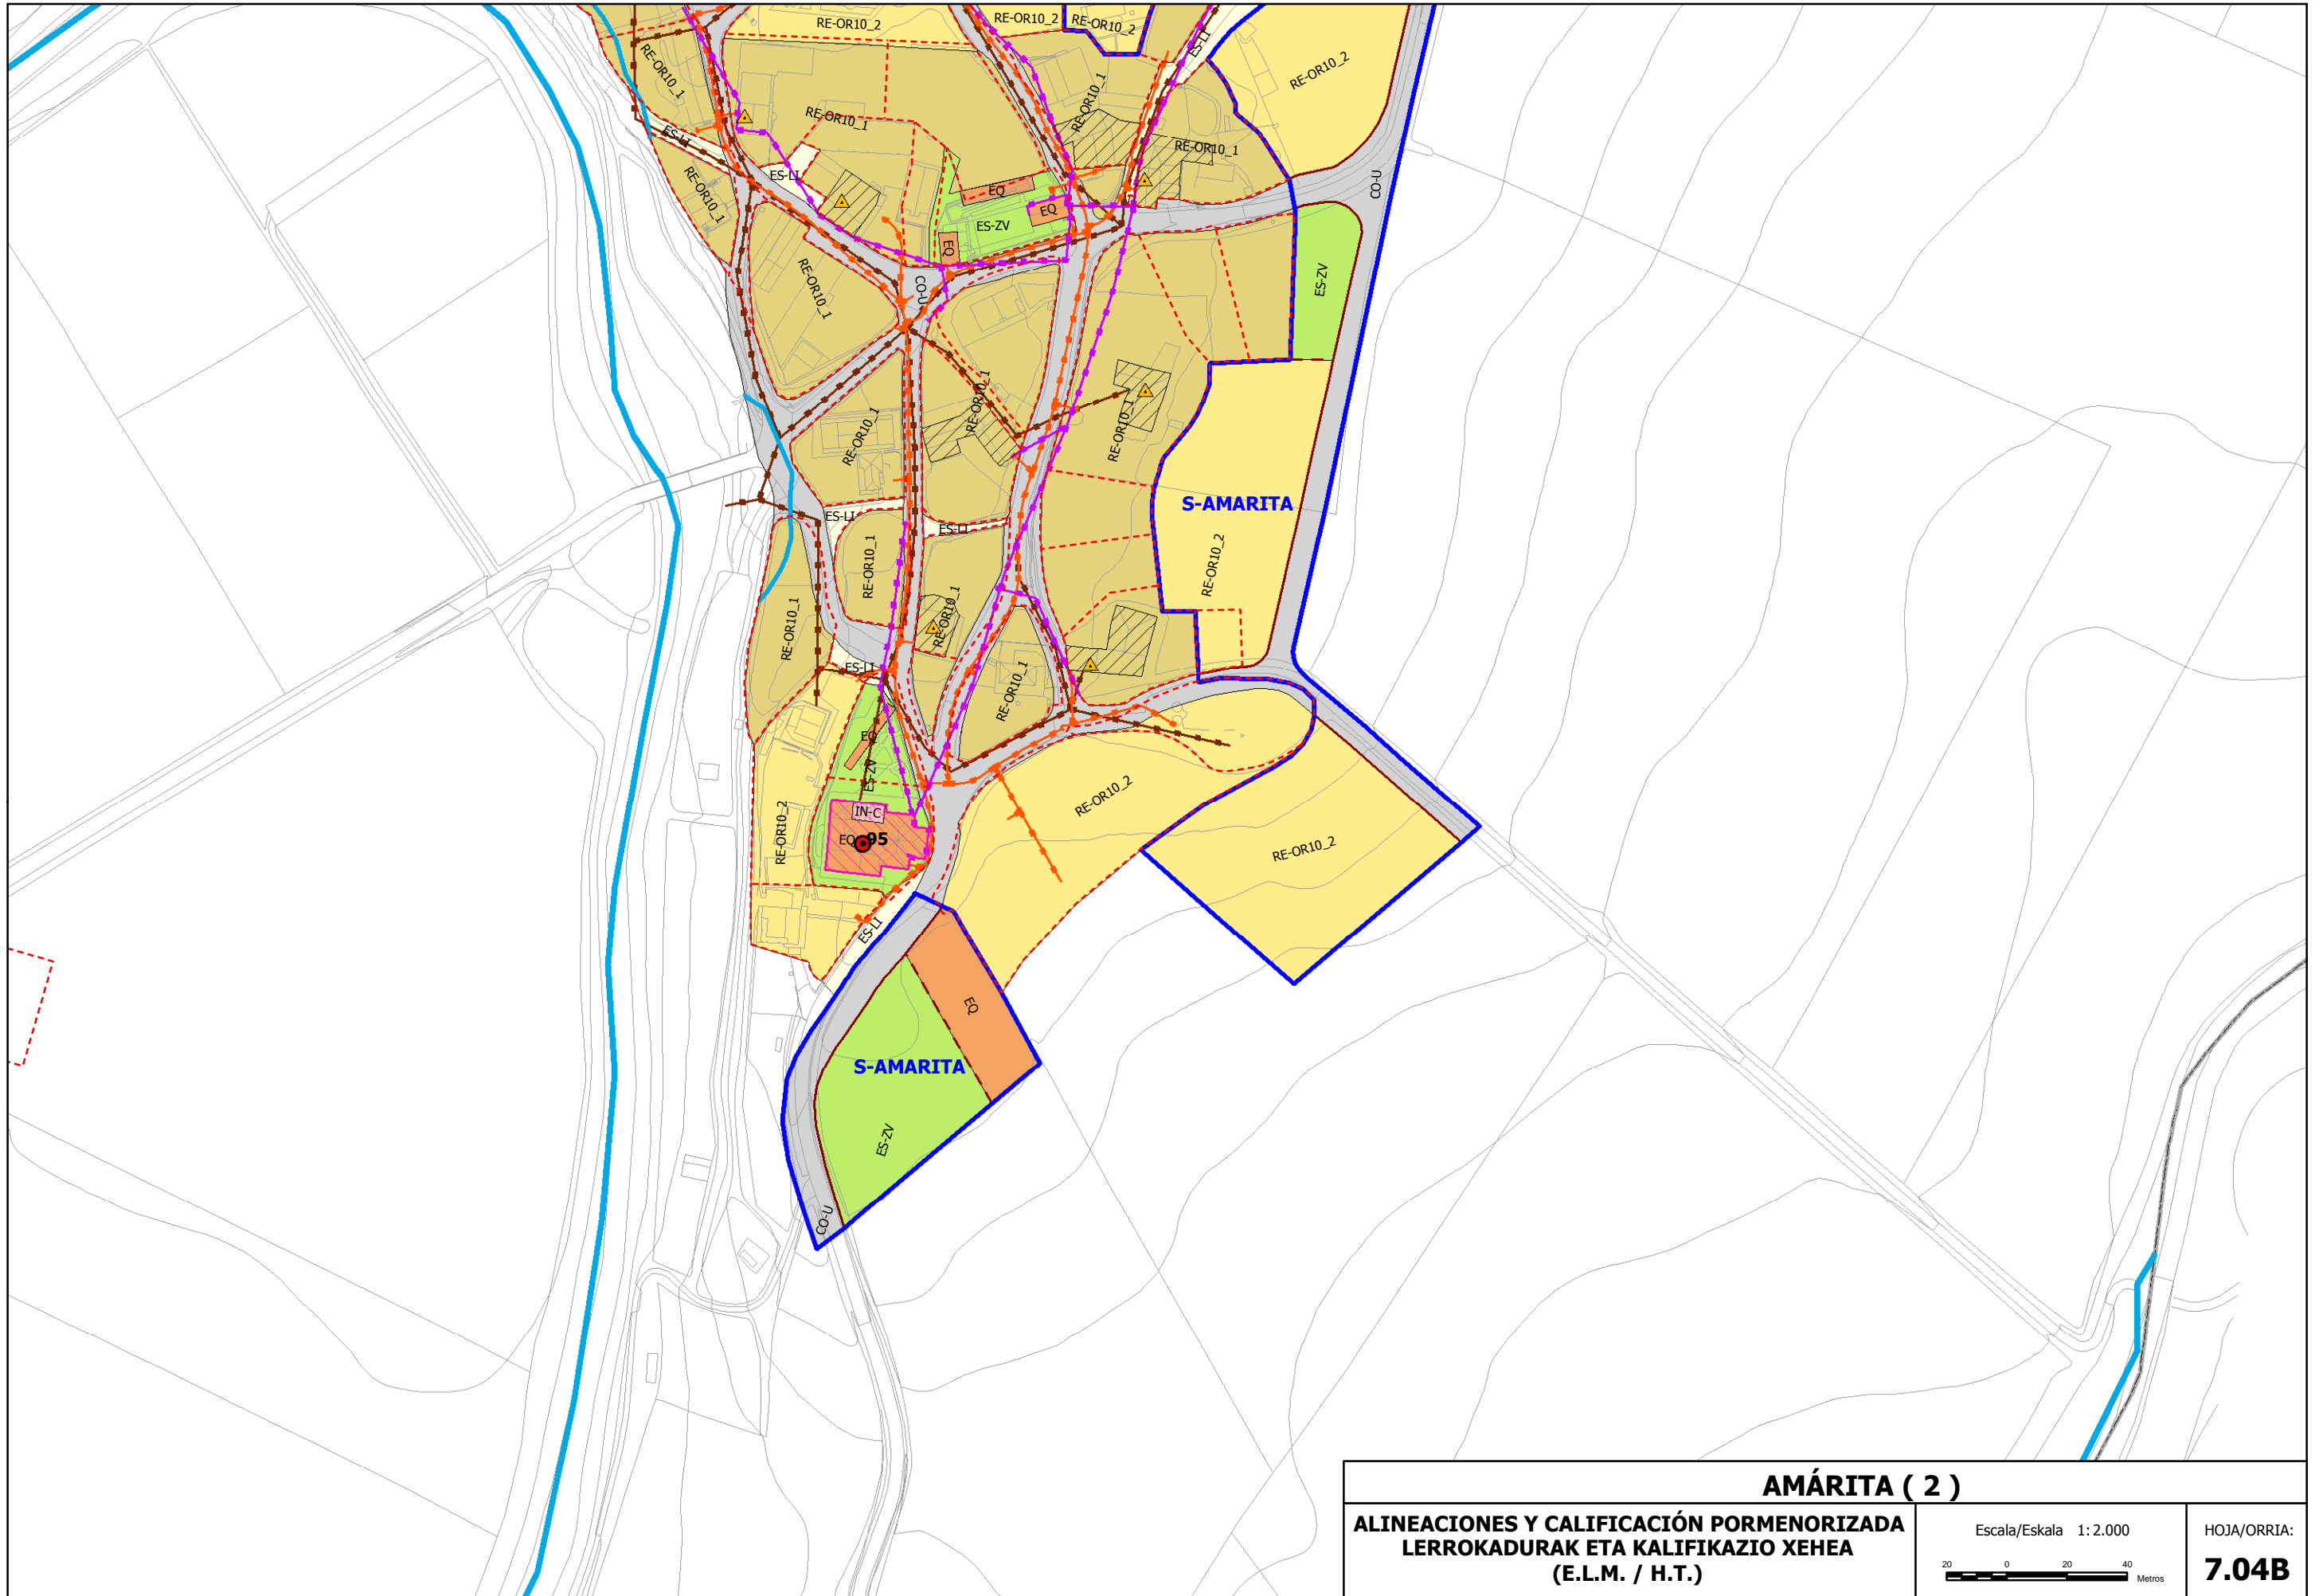 RE-OR10_2
RE-OR10_2
RE-OR10_2
ES-LI
RE-OR10_1
RE-OR10_2
RE-OR10_1
RE-OR10_1
ES-LI
RE-OR10_1
ES-LI
RE-OR10_1
CO-U
EQ
EQ
ES-ZV
EQ
RE-OR10_1
CO-U
ES-ZV
RE-OR10_1
RE-OR10_1
RE-OR10_1
S-AMARITA
ES-LI
ES-LI
RE-OR10_1
RE-OR10_2
RE-OR10_1
RE-OR10_1
ES-LI
RE-OR10_1
EQ
ES-ZV
RE-OR10_2
IN-C
EQ
95
RE-OR10_2
RE-OR10_2
ES-LI
EQ
S-AMARITA
ES-ZV
CO-U
AMÁRITA ( 2 )
ALINEACIONES Y CALIFICACIÓN PORMENORIZADA
LERROKADURAK ETA KALIFIKAZIO XEHEA
(E.L.M. / H.T.)
Escala/Eskala 1:2.000
20 0 20 40
Metros
HOJA/ORRIA:
7.04B